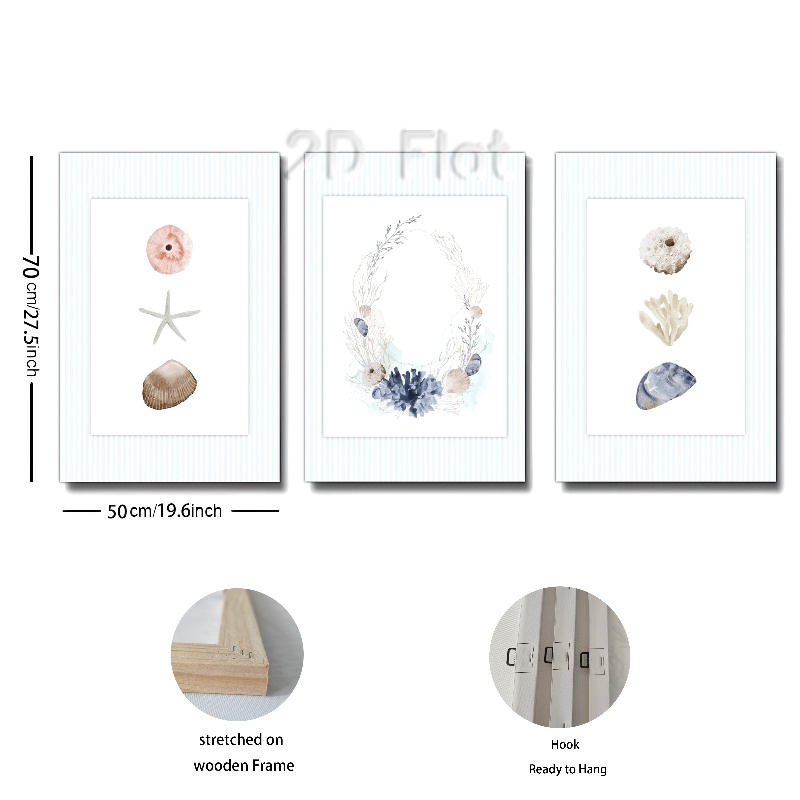 2D Flat
70 cm/27.5inch
50cm/19.6inch
stretched on
wooden Frame
Hook
Ready to Hang